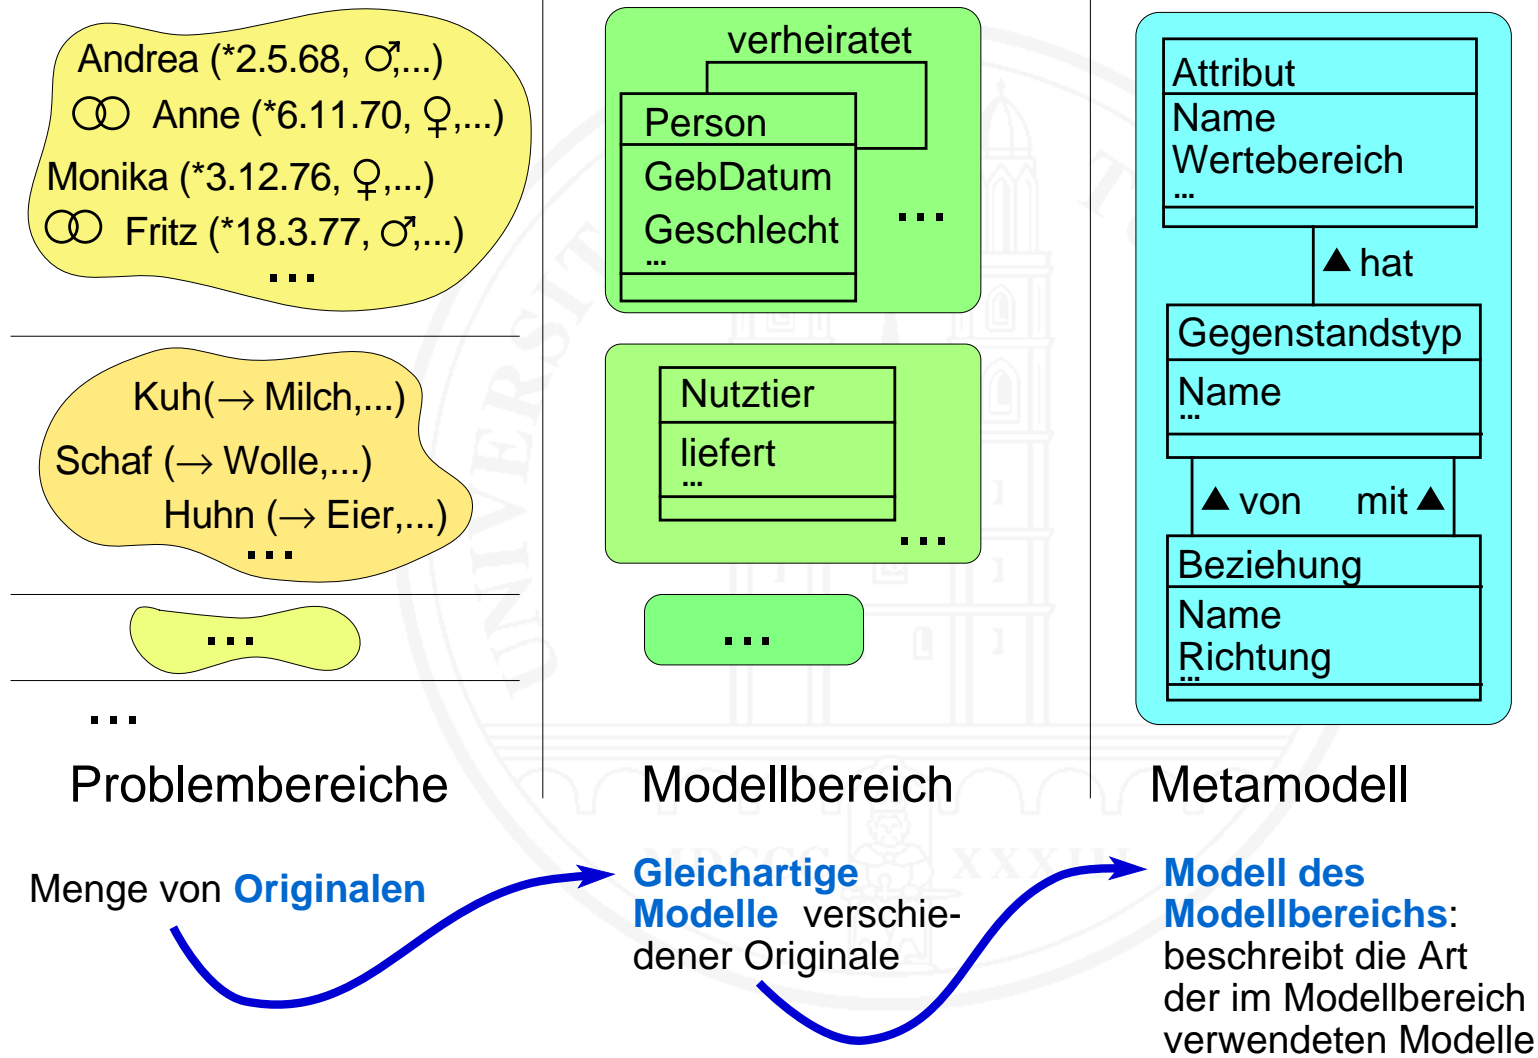 Andrea (*2.5.68, ♂,...)
Anne (*6.11.70, ♀,...)
Monika (*3.12.76, ♀,...)
Fritz (*18.3.77, ♂,...)
...
Kuh(→ Milch,...)
Schaf (→ Wolle,...)
Huhn (→ Eier,...)
...
...
...
Problembereiche
Menge von Originalen
verheiratet
Person
GebDatum
Geschlecht
...
...
Nutztier
liefert
...
...
...
Modellbereich
Gleichartige
Modelle verschie-
dener Originale
Attribut
Name
Wertebereich
...
▲ hat
Gegenstandstyp
Name
...
▲ von mit ▲
Beziehung
Name
Richtung
...
Metamodell
Modell des
Modellbereichs:
beschreibt die Art
der im Modellbereich
verwendeten Modelle